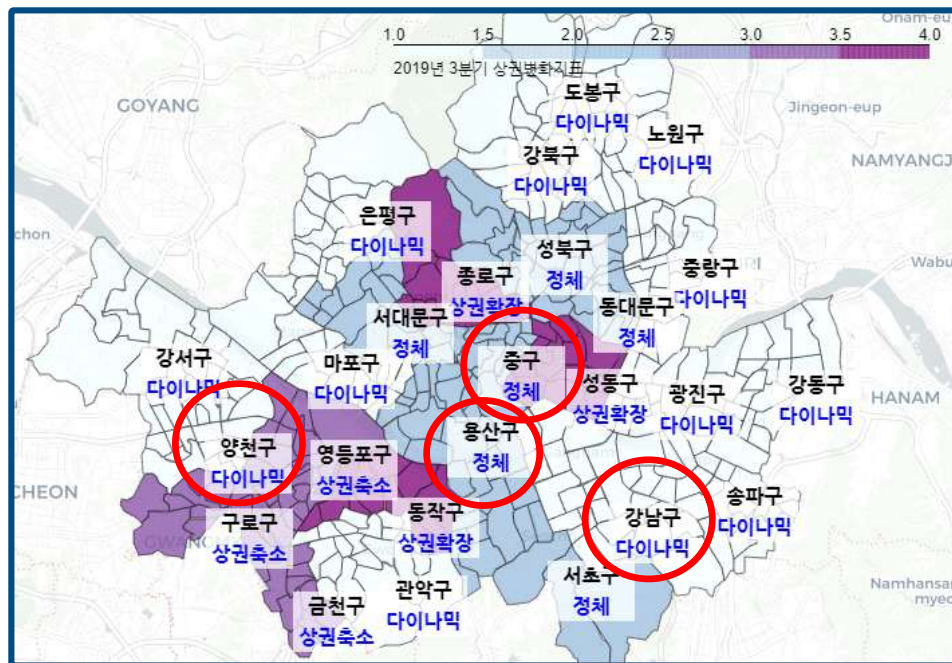 Onam-eup
1.0 1.5 2.0 2.5 3.0 3.5 4.0
2019년 3분기 상권변화지표
GOYANG
도봉구
다이나믹
Jingeon-eup
노원구
다이나믹
강북구
다이나믹
NAMYANGJ
은평구
다이나믹
chon
성북구
정체
종로구
상권확장
중랑구
다이나믹
RI
Wabu
동대문구
정체
서대문구
정체
강서구
다이나믹
마포구
다이나믹
중구
정체
성동구
상권확장
광진구
다이나믹
강동구
다이나믹
HANAM
양천구
다이나믹
영등포구
상권축소
용산구
정체
CHEON
구로구
상권축소
동작구
상권확장
강남구
다이나믹
송파구
다이나믹
서초구
정체
관악구
다이나믹
금천구
상권축소
Namhansan
myeo